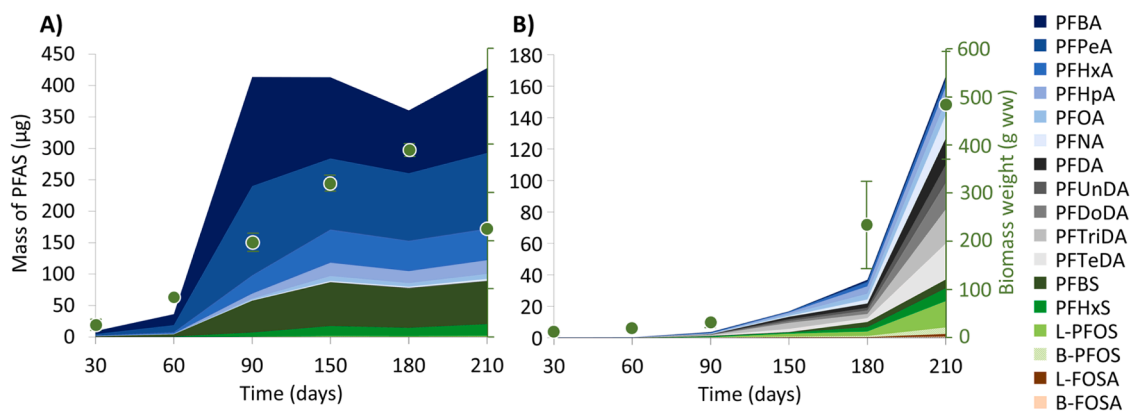 A)
Mass of PFAS (µg)
450
400
350
300
250
200
150
100
50
0
30 60 90 150 180 210
Time (days)
B)
180
160
140
120
100
80
60
40
20
0
30 60 90 150 180 210
Time (days)
600
500
400
300
200
100
0
Biomass weight (g ww)
PFBA
PFPeA
PFHxA
PFHpA
PFOA
PFNA
PFDA
PFUnDA
PFDoDA
PFTriDA
PFTeDA
PFBS
PFHxS
L-PFOS
B-PFOS
L-FOSA
B-FOSA